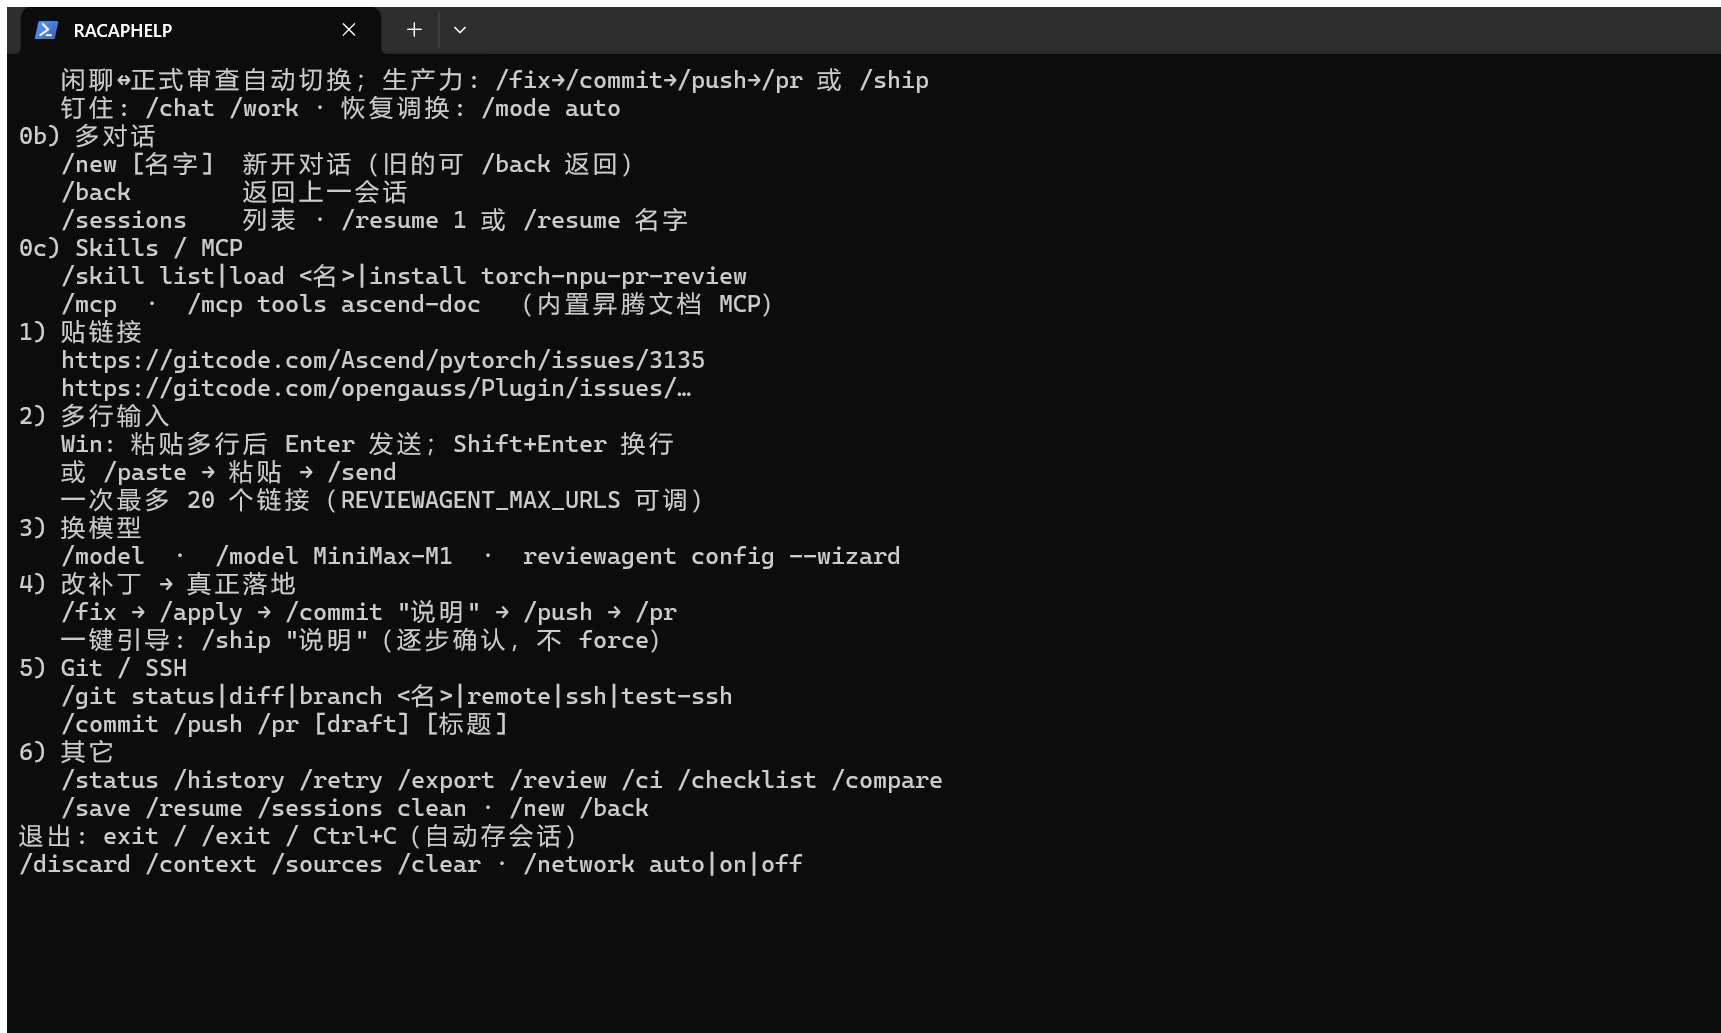 RACAPHELP
闲聊↔正式审查自动切换；生产力：/fix→/commit→/push→/pr 或 /ship
钉住：/chat /work · 恢复调换：/mode auto
0b) 多对话
/new [名字]  新开对话（旧的可 /back 返回）
/back        返回上一会话
/sessions    列表 · /resume 1 或 /resume 名字
0c) Skills / MCP
/skill list|load <名>|install torch-npu-pr-review
/mcp  ·  /mcp tools ascend-doc  （内置昇腾文档 MCP）
1) 贴链接
https://gitcode.com/Ascend/pytorch/issues/3135
https://gitcode.com/opengauss/Plugin/issues/…
2) 多行输入
Win: 粘贴多行后 Enter 发送；Shift+Enter 换行
或 /paste → 粘贴 → /send
一次最多 20 个链接（REVIEWAGENT_MAX_URLS 可调）
3) 换模型
/model  ·  /model MiniMax-M1  ·  reviewagent config --wizard
4) 改补丁 → 真正落地
/fix → /apply → /commit "说明" → /push → /pr
一键引导：/ship "说明"（逐步确认，不 force）
5) Git / SSH
/git status|diff|branch <名>|remote|ssh|test-ssh
/commit /push /pr [draft] [标题]
6) 其它
/status /history /retry /export /review /ci /checklist /compare
/save /resume /sessions clean · /new /back
退出：exit / /exit / Ctrl+C（自动存会话）
/discard /context /sources /clear · /network auto|on|off